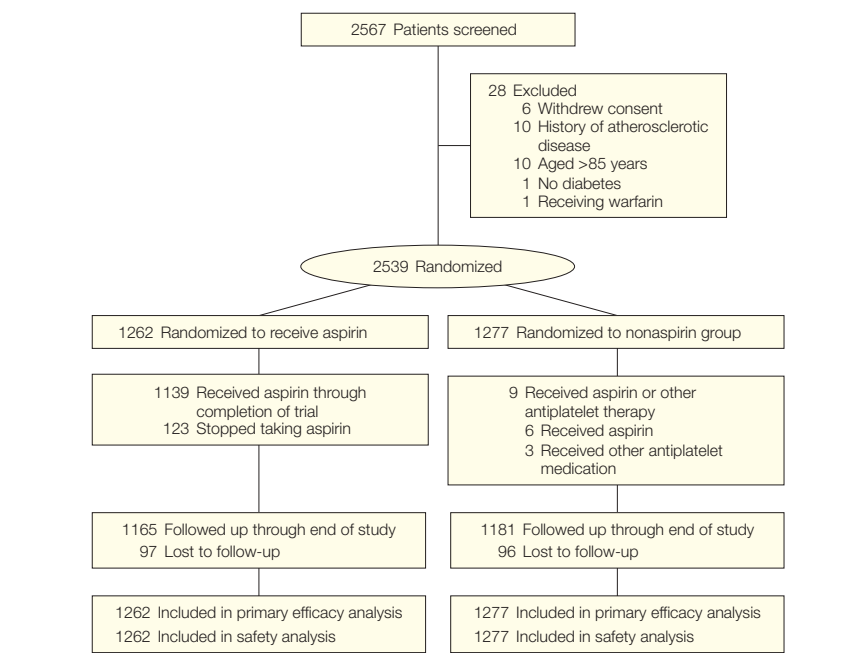 2567 Patients screened
28 Excluded
6 Withdrew consent
10 History of atherosclerotic
disease
10 Aged >85 years
1 No diabetes
1 Receiving warfarin
2539 Randomized
1262 Randomized to receive aspirin
1277 Randomized to nonaspirin group
1139 Received aspirin through
completion of trial
123 Stopped taking aspirin
9 Received aspirin or other
antiplatelet therapy
6 Received aspirin
3 Received other antiplatelet
medication
1165 Followed up through end of study
97 Lost to follow-up
1181 Followed up through end of study
96 Lost to follow-up
1262 Included in primary efficacy analysis
1262 Included in safety analysis
1277 Included in primary efficacy analysis
1277 Included in safety analysis